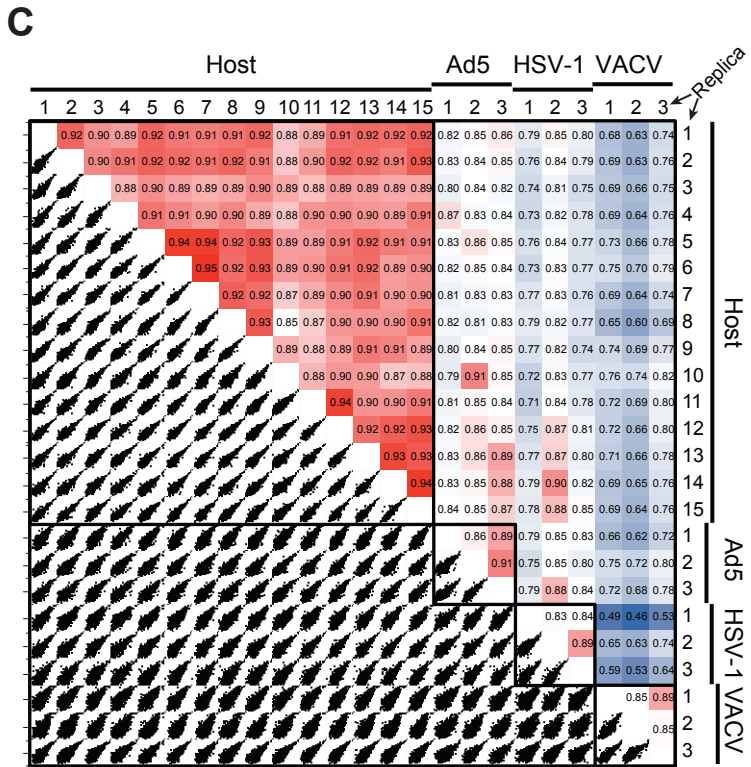 C
Host Ad5 HSV-1 VACV
Replica
1 2 3 4 5 6 7 8 9 10 11 12 13 14 15 1 2 3 1 2 3 1 2 3
0.92 0.90 0.89 0.92 0.91 0.91 0.91 0.92 0.88 0.89 0.91 0.92 0.92 0.92 0.82 0.85 0.86 0.79 0.85 0.80 0.68 0.63 0.74 1
0.90 0.91 0.92 0.92 0.91 0.92 0.92 0.88 0.90 0.92 0.92 0.91 0.93 0.83 0.84 0.85 0.76 0.84 0.79 0.69 0.63 0.76 2
0.88 0.90 0.89 0.89 0.90 0.90 0.89 0.88 0.89 0.89 0.89 0.89 0.80 0.84 0.82 0.74 0.81 0.75 0.69 0.66 0.75 3
0.91 0.91 0.90 0.90 0.89 0.88 0.90 0.90 0.89 0.89 0.91 0.87 0.83 0.84 0.73 0.82 0.78 0.69 0.64 0.76 4
0.94 0.94 0.92 0.93 0.89 0.89 0.91 0.92 0.91 0.91 0.83 0.86 0.85 0.76 0.84 0.77 0.73 0.66 0.78 5
0.95 0.92 0.93 0.89 0.90 0.91 0.92 0.89 0.90 0.82 0.85 0.84 0.73 0.83 0.77 0.75 0.70 0.79 6
0.92 0.92 0.87 0.89 0.90 0.91 0.90 0.90 0.81 0.83 0.83 0.77 0.83 0.76 0.69 0.64 0.74 7
0.93 0.85 0.87 0.90 0.90 0.90 0.91 0.82 0.81 0.83 0.79 0.82 0.77 0.65 0.60 0.69 8
0.89 0.88 0.89 0.91 0.91 0.89 0.80 0.84 0.85 0.77 0.82 0.74 0.74 0.69 0.77 9
0.88 0.90 0.90 0.87 0.88 0.79 0.91 0.85 0.72 0.83 0.77 0.76 0.74 0.82 10
0.94 0.90 0.90 0.91 0.81 0.85 0.84 0.71 0.84 0.78 0.72 0.69 0.80 11
0.92 0.92 0.93 0.82 0.86 0.85 0.75 0.87 0.81 0.72 0.66 0.80 12
0.93 0.93 0.83 0.86 0.89 0.77 0.87 0.80 0.71 0.66 0.78 13
0.94 0.83 0.85 0.88 0.79 0.90 0.82 0.69 0.65 0.76 14
0.84 0.85 0.87 0.78 0.88 0.85 0.69 0.64 0.76 15
Host
0.86 0.89 0.79 0.85 0.83 0.66 0.62 0.72 1
0.91 0.75 0.85 0.80 0.75 0.72 0.80 2
0.79 0.88 0.84 0.72 0.68 0.78 3
Ad5
0.83 0.84 0.49 0.46 0.53 1
0.89 0.65 0.63 0.74 2
0.59 0.53 0.64 3
HSV-1
0.85 0.89 1
0.85 2
3
VACV